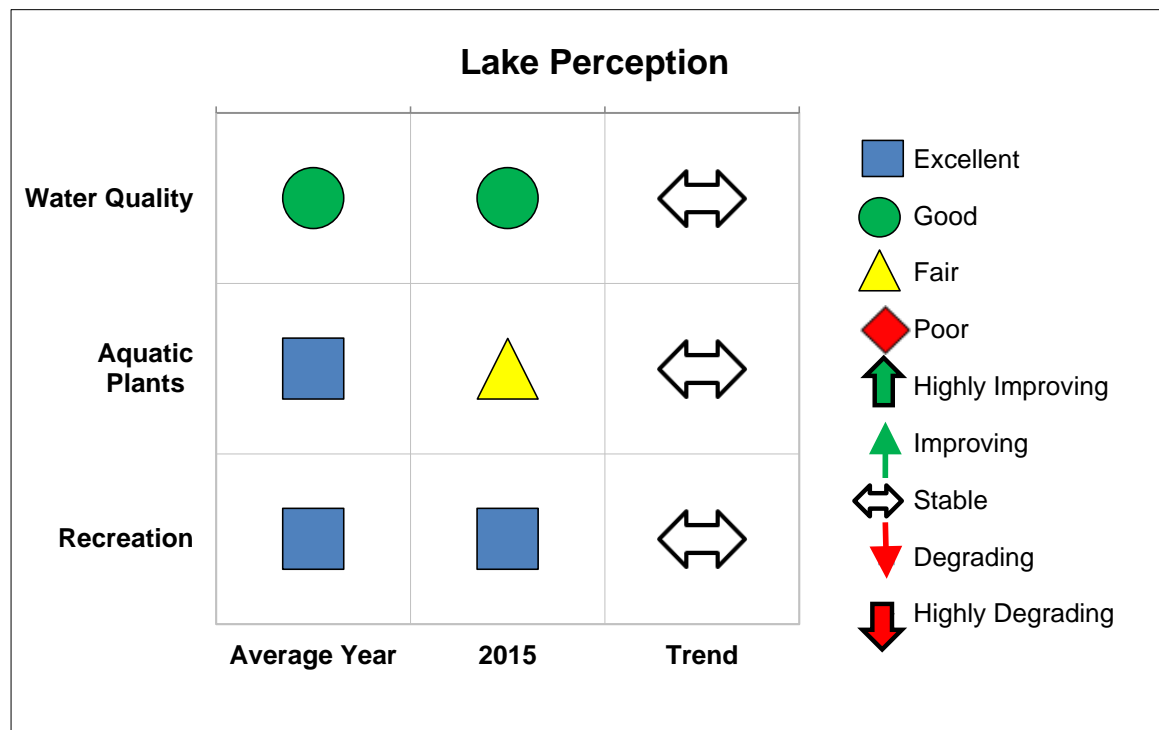 Lake Perception
Water Quality
Aquatic
Plants
Recreation
Average Year
2015
Trend
Excellent
Good
Fair
Poor
Highly Improving
Improving
Stable
Degrading
Highly Degrading